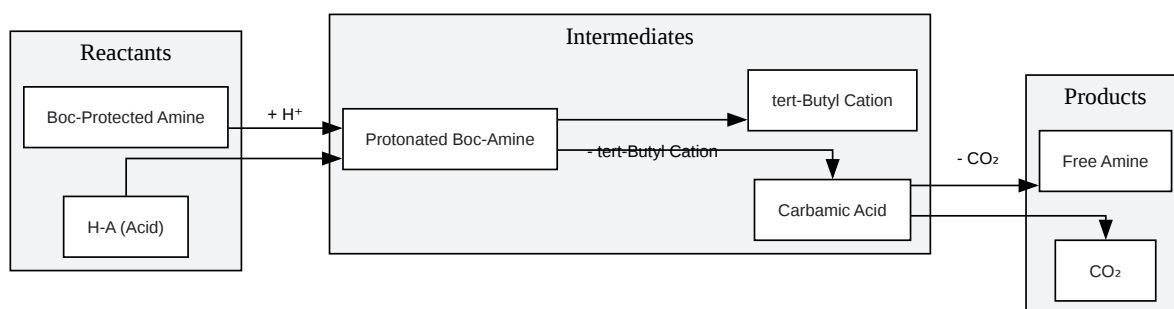 Reactants
Boc-Protected Amine
H-A (Acid)
+ H⁺
Intermediates
Protonated Boc-Amine
tert-Butyl Cation
- tert-Butyl Cation
Carbamic Acid
- CO₂
Products
Free Amine
CO₂